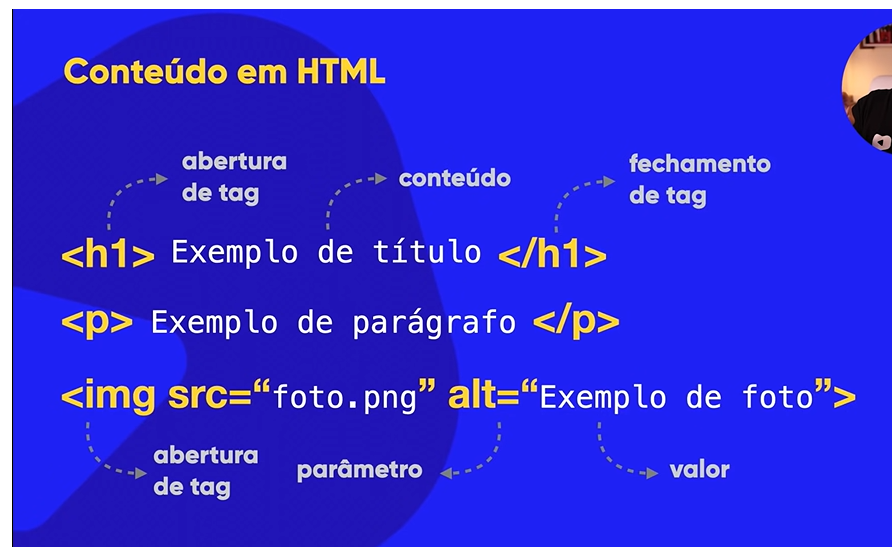 Conteúdo em HTML
abertura
de tag
conteúdo
fechamento
de tag
<h1> Exemplo de título </h1>
<p> Exemplo de parágrafo </p>
<img src=“foto.png” alt=“Exemplo de foto”>
abertura
de tag
parâmetro
valor